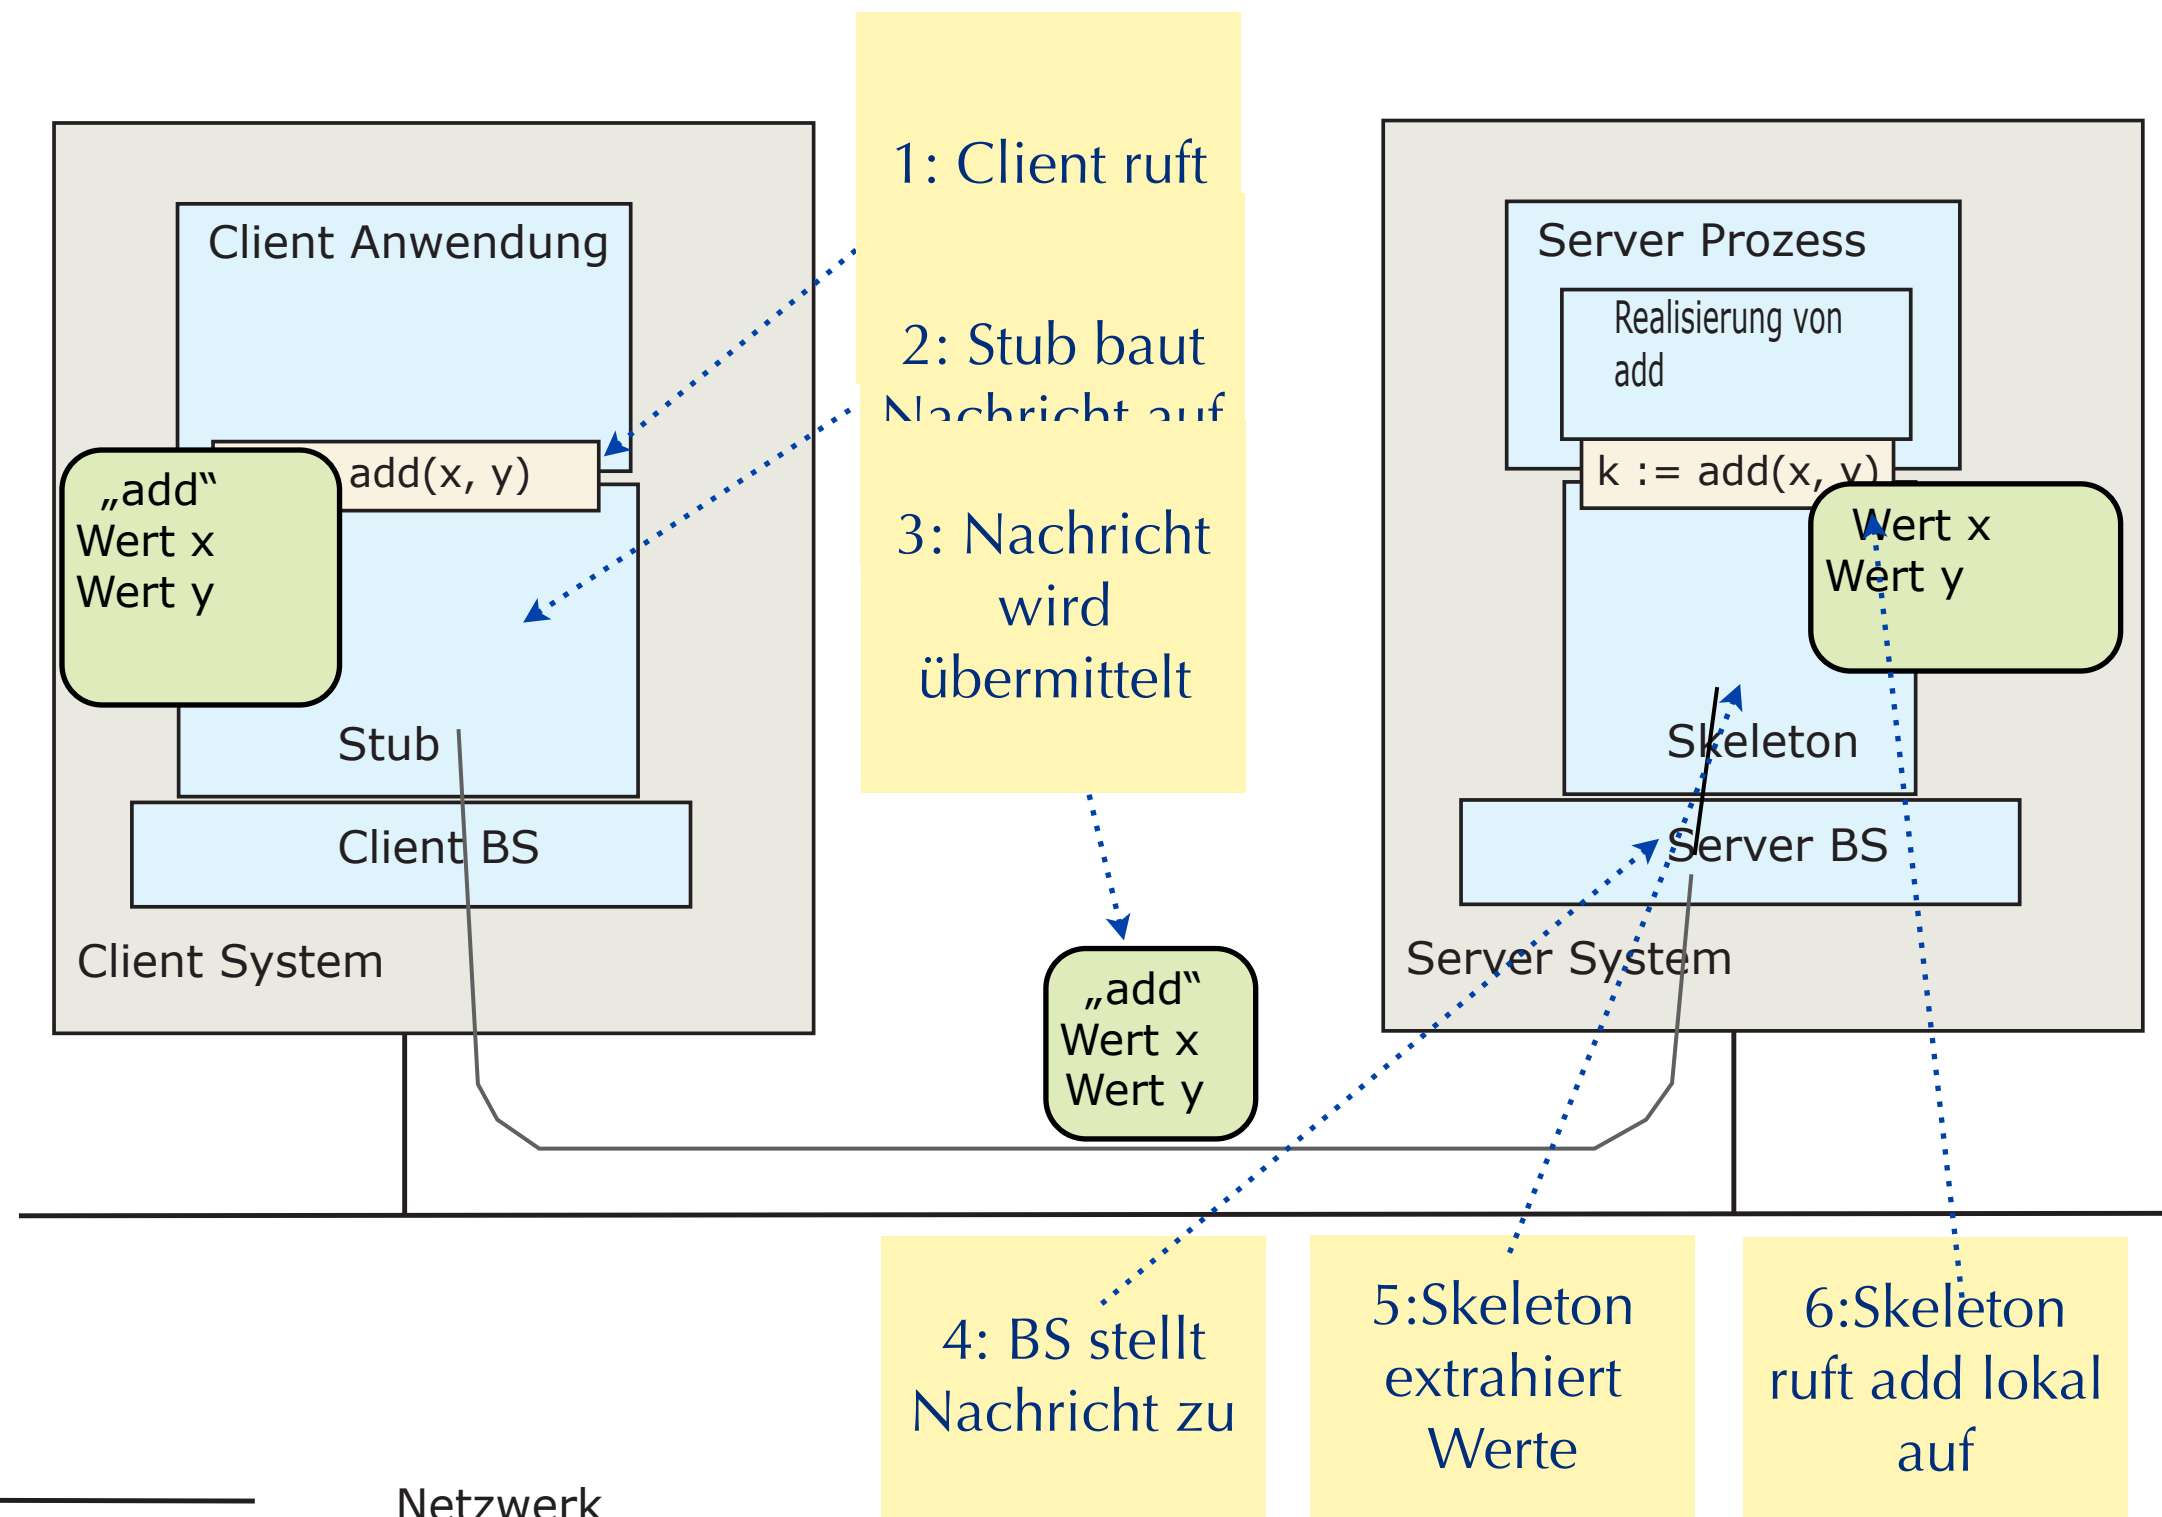 1: Client ruft
2: Stub baut
Nachricht auf
3: Nachricht
wird
übermittelt
Client Anwendung
add(x, y)
„add“
Wert x
Wert y
Stub
Client BS
Client System
„add“
Wert x
Wert y
Server Prozess
Realisierung von
add
k := add(x, y)
Wert x
Wert y
Skeleton
Server BS
Server System
4: BS stellt
Nachricht zu
5:Skeleton
extrahiert
Werte
6:Skeleton
ruft add lokal
auf
Netzwerk